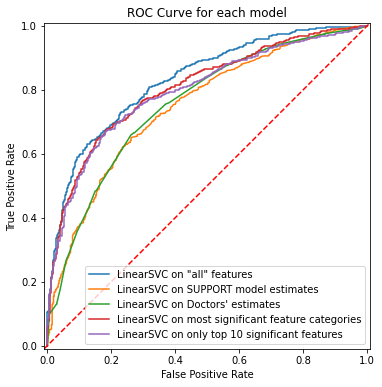 ROC Curve for each model
1.0
0.8
0.6
0.4
0.2
0.0
True Positive Rate
LinearSVC on "all" features
LinearSVC on SUPPORT model estimates
LinearSVC on Doctors' estimates
LinearSVC on most significant feature categories
LinearSVC on only top 10 significant features
0.0 0.2 0.4 0.6 0.8 1.0
False Positive Rate